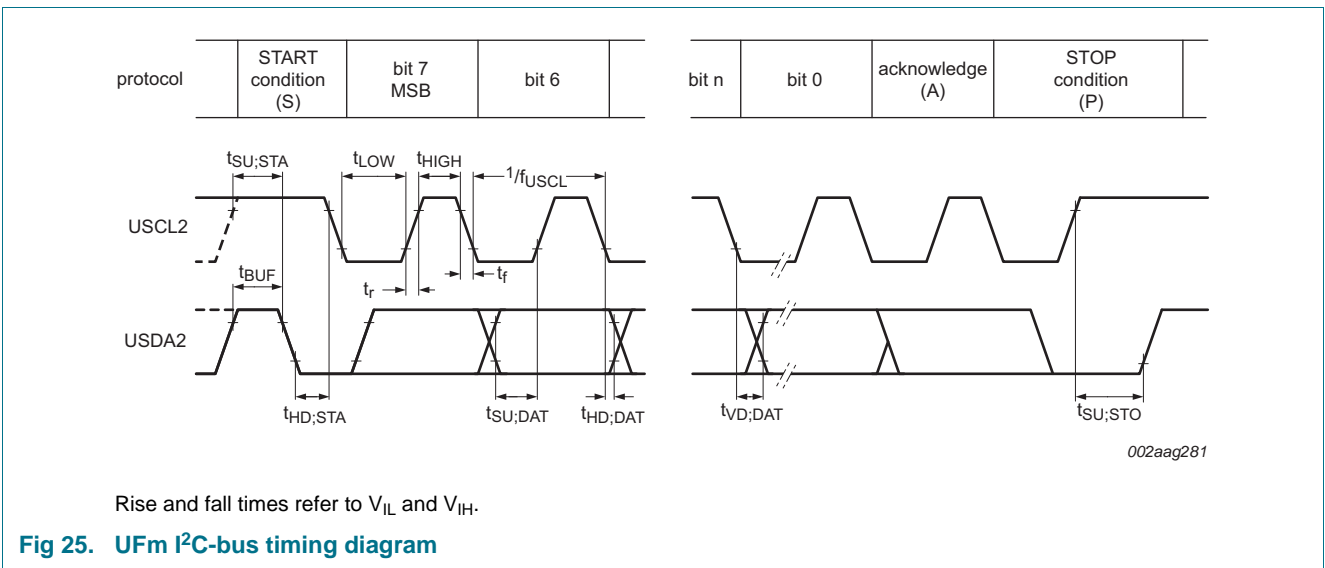 protocol
START
condition
(S)
bit 7
MSB
bit 6
bit n
bit 0
acknowledge
(A)
STOP
condition
(P)
tSU;STA
tLOW
tHIGH
1/fUSCL
USCL2
tBUF
tr
tf
USDA2
tHD;STA
tSU;DAT
tHD;DAT
tVD;DAT
tSU;STO
002aag281
Rise and fall times refer to VIL and VIH.
Fig 25. UFm I²C-bus timing diagram